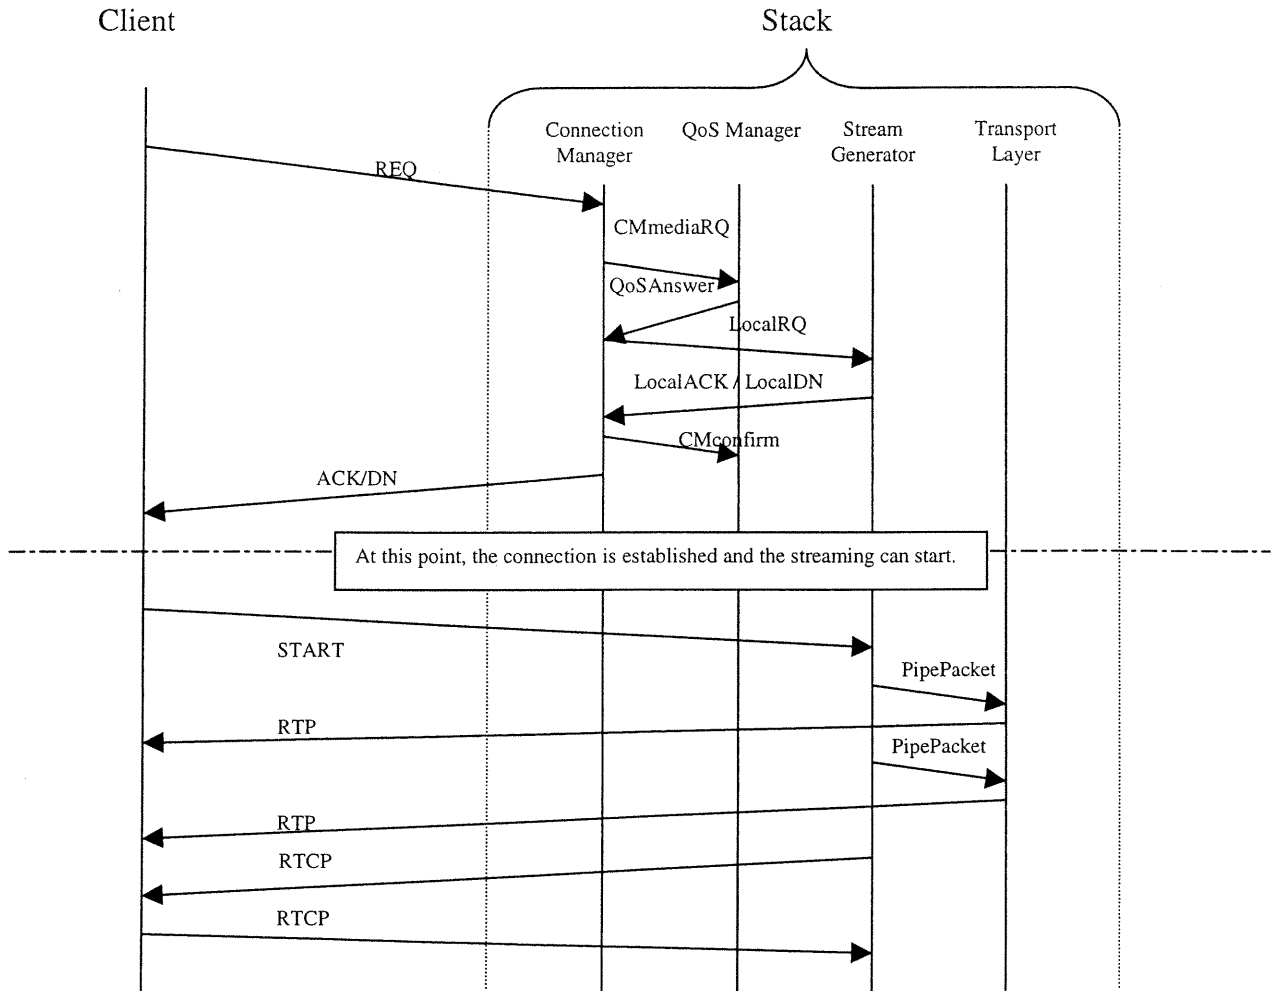 Client
Stack
Connection
Manager
QoS Manager
Stream
Generator
Transport
Layer
REQ
CMmediaRQ
QoSAnswer
LocalRQ
LocalACK / LocalDN
CMconfirm
ACK/DN
At this point, the connection is established and the streaming can start.
START
PipePacket
RTP
PipePacket
RTP
RTCP
RTCP